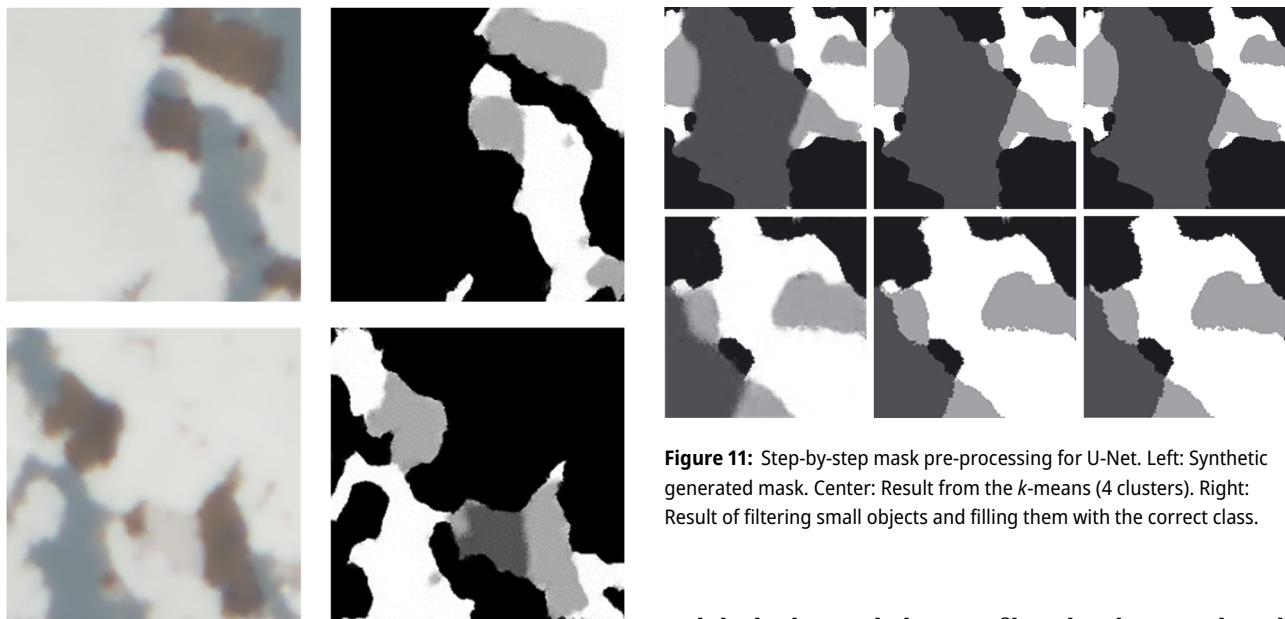 Figure 11: Step-by-step mask pre-processing for U-Net. Left: Synthetic
generated mask. Center: Result from the k-means (4 clusters). Right:
Result of filtering small objects and filling them with the correct class.